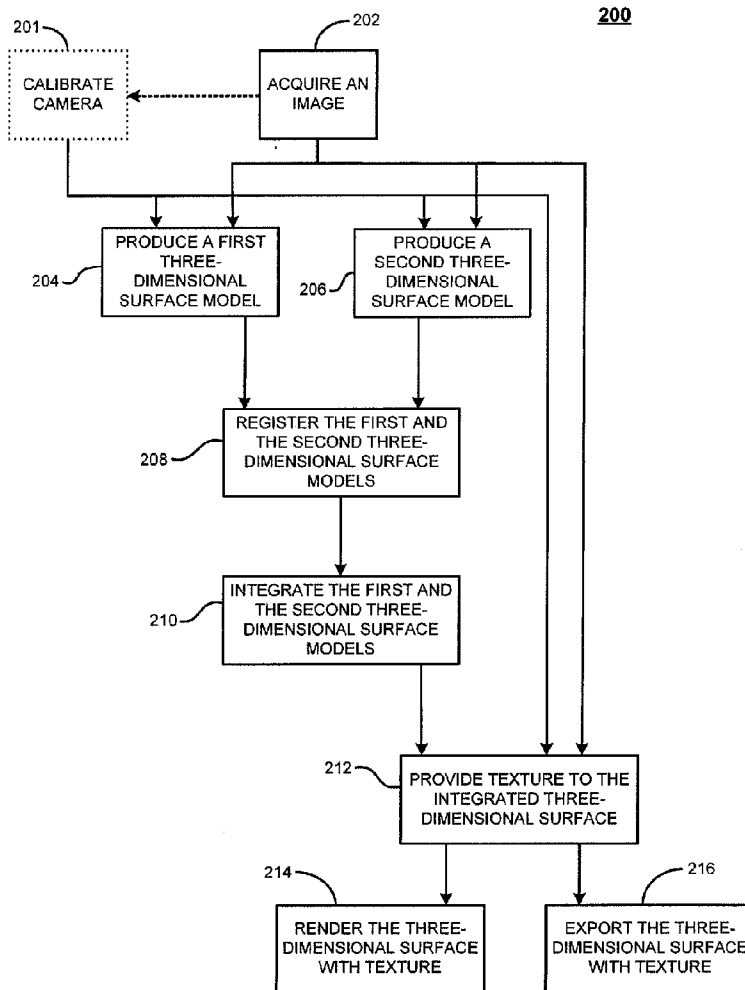 200
201
202
CALIBRATE
CAMERA
ACQUIRE AN
IMAGE
PRODUCE A FIRST
THREE-
DIMENSIONAL
SURFACE MODEL
204
PRODUCE A
SECOND THREE-
DIMENSIONAL
SURFACE MODEL
206
REGISTER THE FIRST AND
THE SECOND THREE-
DIMENSIONAL SURFACE
MODELS
208
INTEGRATE THE FIRST AND
THE SECOND THREE-
DIMENSIONAL SURFACE
MODELS
210
212
PROVIDE TEXTURE TO THE
INTEGRATED THREE-
DIMENSIONAL SURFACE
214
216
RENDER THE THREE-
DIMENSIONAL SURFACE
WITH TEXTURE
EXPORT THE THREE-
DIMENSIONAL SURFACE
WITH TEXTURE